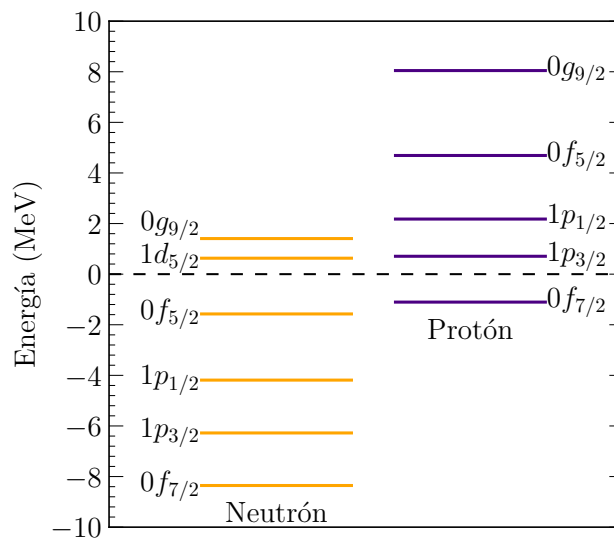 10
8
6
4
2
0
−2
−4
−6
−8
−10
Energía (MeV)
0g9/2
1d5/2
0f5/2
1p1/2
1p3/2
0f7/2
Neutrón
0g9/2
0f5/2
1p1/2
1p3/2
0f7/2
Protón